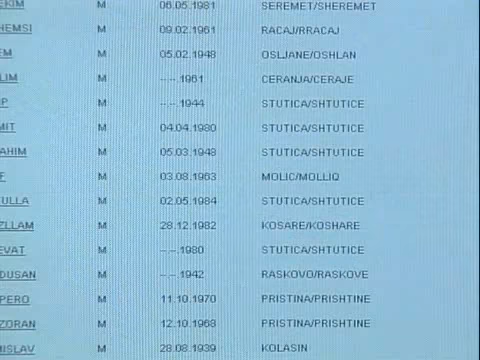 EKIM M 06.05.1981 SEREMET/SHEREMET
HEMSI M 09.02.1961 RACAJ/RRACAJ
EM M 05.02.1948 OSLJANE/OSHLAN
LIM M --.--.1961 CERANJA/CERAJE
P M --.--.1944 STUTICA/SHTUTICE
MIT M 04.04.1980 STUTICA/SHTUTICE
AHIM M 05.03.1948 STUTICA/SHTUTICE
F M 03.08.1963 MOLIC/MOLLIQ
TULLA M 02.05.1984 STUTICA/SHTUTICE
ZLLAM M 28.12.1982 KOSARE/KOSHARE
EVAT M --.--.1980 STUTICA/SHTUTICE
DUSAN M --.--.1942 RASKOVO/RASKOVE
PERO M 11.10.1970 PRISTINA/PRISHTINE
ZORAN M 12.10.1968 PRISTINA/PRISHTINE
MISLAV M 28.08.1939 KOLASIN